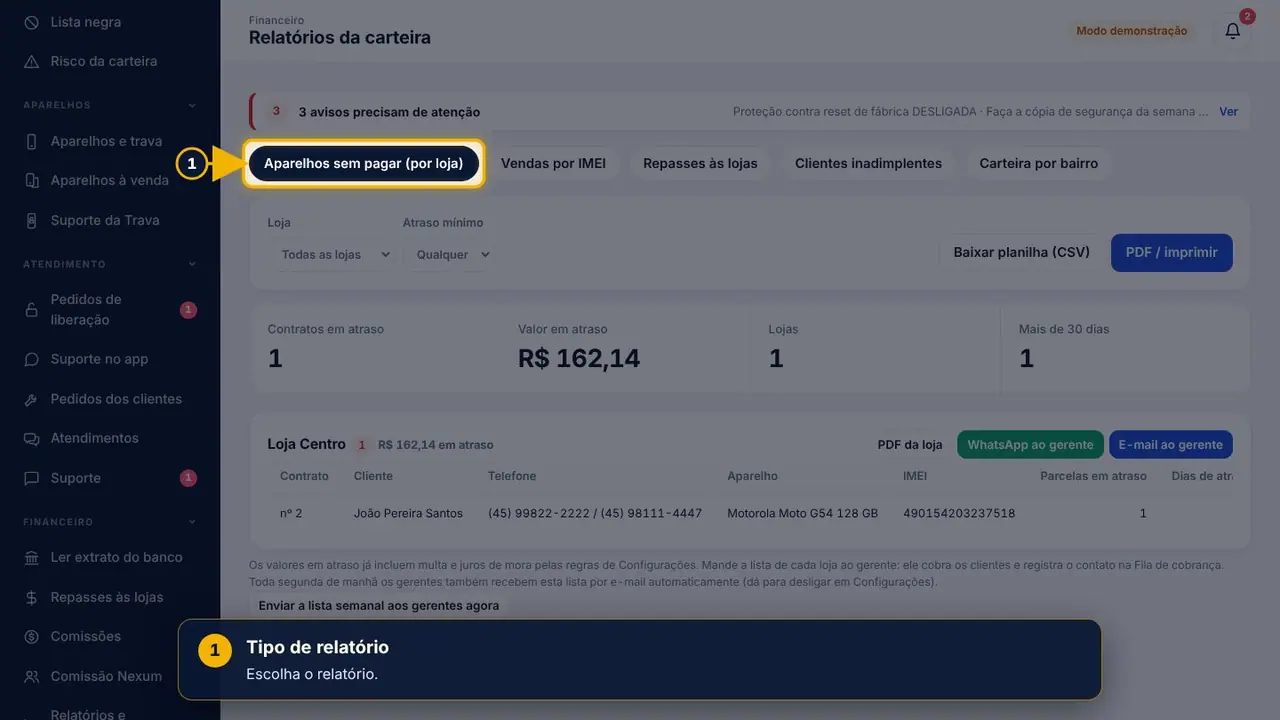 Lista negra
Risco da carteira
APARELHOS
Aparelhos e trava
Aparelhos à venda
Suporte da Trava
ATENDIMENTO
Pedidos de
liberação
1
Suporte no app
Pedidos dos clientes
Atendimentos
Suporte
1
FINANCEIRO
Ler extrato do banco
Repasses às lojas
Comissões
Comissão Nexum
Relatórios e
Financeiro
Relatórios da carteira
Modo demonstração
2
3
3 avisos precisam de atenção
Proteção contra reset de fábrica DESLIGADA · Faça a cópia de segurança da semana ...
Ver
1
Aparelhos sem pagar (por loja)
Vendas por IMEI
Repasses às lojas
Clientes inadimplentes
Carteira por bairro
Loja
Atraso mínimo
Todas as lojas
Qualquer
Baixar planilha (CSV)
PDF / imprimir
Contratos em atraso
Valor em atraso
Lojas
Mais de 30 dias
1
R$ 162,14
1
1
Loja Centro
1
R$ 162,14 em atraso
PDF da loja
WhatsApp ao gerente
E-mail ao gerente
Contrato
Cliente
Telefone
Aparelho
IMEI
Parcelas em atraso
Dias de atr
nº 2
João Pereira Santos
(45) 99822-2222 / (45) 98111-4447
Motorola Moto G54 128 GB
490154203237518
1
Os valores em atraso já incluem multa e juros de mora pelas regras de Configurações. Mande a lista de cada loja ao gerente: ele cobra os clientes e registra o contato na Fila de cobrança.
Toda segunda de manhã os gerentes também recebem esta lista por e-mail automaticamente (dá para desligar em Configurações).
Enviar a lista semanal aos gerentes agora
1
Tipo de relatório
Escolha o relatório.